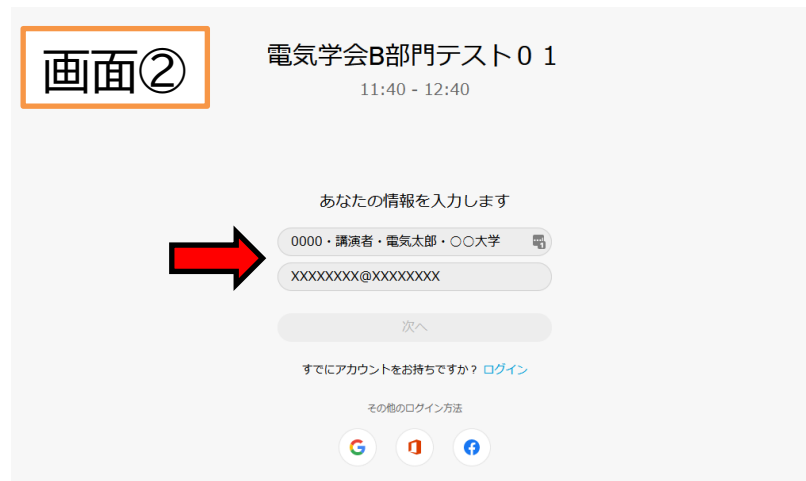 画面②
電気学会B部門テスト０１
11:40 - 12:40
あなたの情報を入力します
0000・講演者・電気太郎・○○大学
XXXXXXXX@XXXXXXXX
次へ
すでにアカウントをお持ちですか？ ログイン
その他のログイン方法